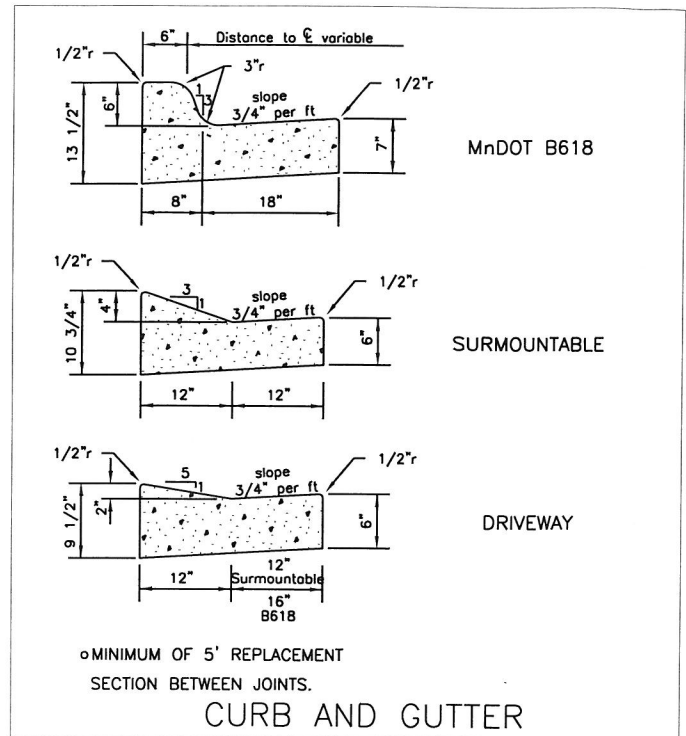 6" Distance to ℄ variable
1/2"r
3"r
1/2"r
1
3
slope
3/4" per ft
6"
13 1/2"
7"
MnDOT B618
8" 18"
1/2"r
3
1
slope
3/4" per ft
1/2"r
4"
10 3/4"
6"
SURMOUNTABLE
12" 12"
1/2"r
5
1
slope
3/4" per ft
1/2"r
2"
9 1/2"
6"
DRIVEWAY
12" 12"
Surmountable
16"
B618
o MINIMUM OF 5' REPLACEMENT
SECTION BETWEEN JOINTS.
CURB AND GUTTER